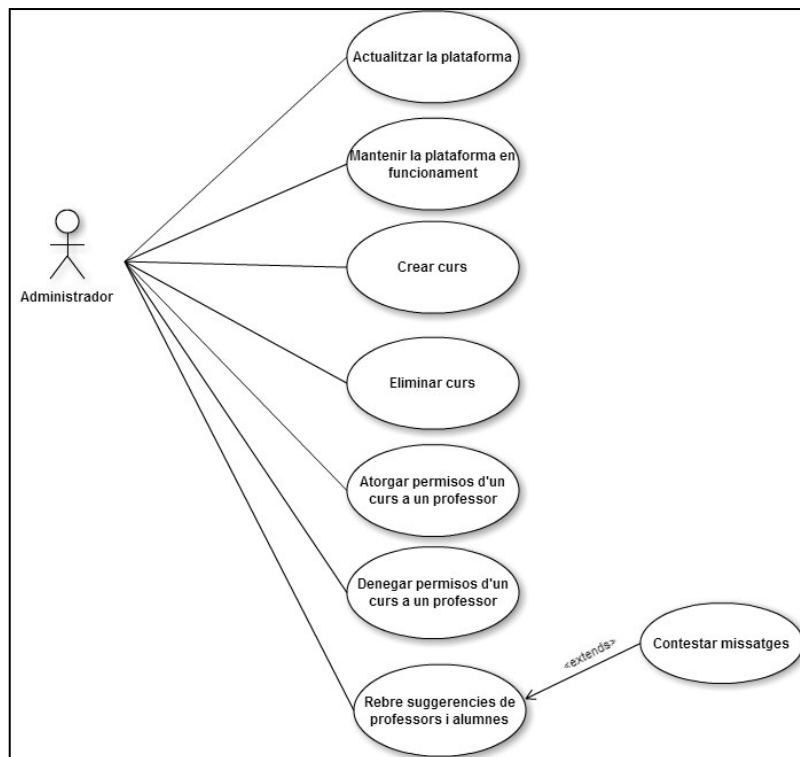 Actualitzar la plataforma
Mantenir la plataforma en
funcionament
Administrador
Crear curs
Eliminar curs
Atorgar permisos d'un
curs a un professor
Denegar permisos d'un
curs a un professor
<extends>
Contestar missatges
Rebre suggerencies de
professors i alumnes